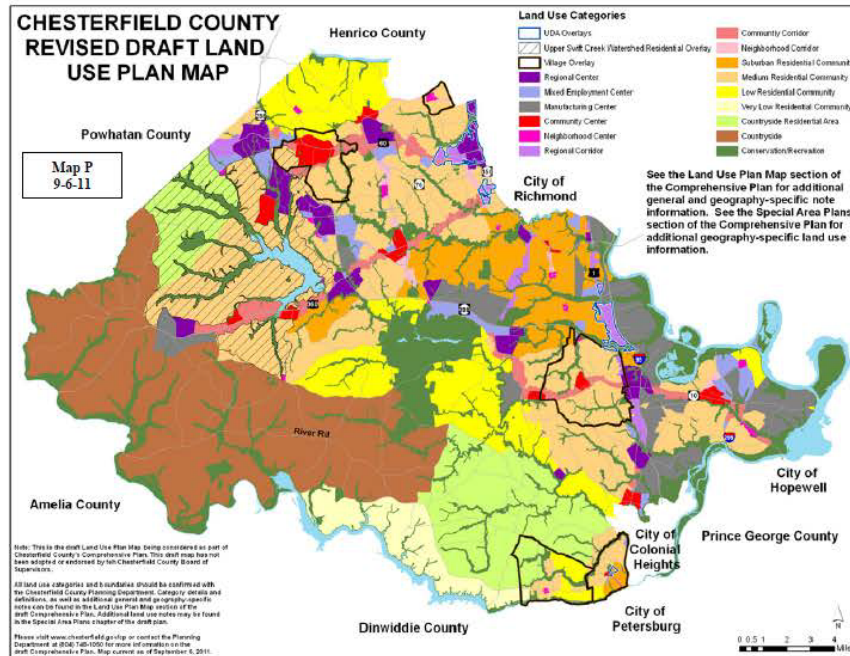 CHESTERFIELD COUNTY
REVISED DRAFT LAND
USE PLAN MAP
Henrico County
Powhatan County
Map P
9-6-11
Land Use Categories
UDA Overlays
Upper Swift Creek Watershed Residential Overlay
Village Overlay
Regional Center
Mixed Employment Center
Manufacturing Center
Community Center
Neighborhood Center
Regional Corridor
Community Corridor
Neighborhood Corridor
Suburban Residential Communit
Medium Residential Community
Low Residential Community
Very Low Residential Community
Countryside Residential Area
Countryside
Conservation/Recreation
See the Land Use Plan Map section of
the Comprehensive Plan for additional
general and geography-specific note
information. See the Special Area Plans
section of the Comprehensive Plan for
additional geography-specific land use
information.
City of
Richmond
288
60
76
150
360
288
1
95
10
295
River Rd
Amelia County
City of
Hopewell
Prince George County
City of
Colonial
Heights
City of
Petersburg
Dinwiddie County
Note: This is the draft Land Use Plan Map being considered as part of
Chesterfield County's Comprehensive Plan. This draft map has not
been adopted or endorsed by teh Chesterfield County Board of
Supervisors.
All land use categories and boundaries should be confirmed with
the Chesterfield County Planning Department. Category details and
definitions, as well as additional general and geography-specific
notes can be found in the Land Use Plan Map section of the
draft Comprehensive Plan. Additional land use notes may be found
in the Special Area Plans chapter of the draft plan.
Please visit www.chesterfield.gov/cp or contact the Planning
Department at (804) 748-1050 for more information on the
draft Comprehensive Plan. Map current as of September 6, 2011.
N
0 0.5 1 2 3 4
Mile